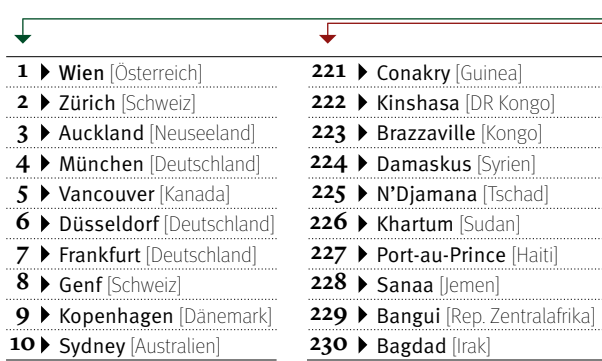 1 ▶ Wien [Österreich]
2 ▶ Zürich [Schweiz]
3 ▶ Auckland [Neuseeland]
4 ▶ München [Deutschland]
5 ▶ Vancouver [Kanada]
6 ▶ Düsseldorf [Deutschland]
7 ▶ Frankfurt [Deutschland]
8 ▶ Genf [Schweiz]
9 ▶ Kopenhagen [Dänemark]
10 ▶ Sydney [Australien]
221 ▶ Conakry [Guinea]
222 ▶ Kinshasa [DR Kongo]
223 ▶ Brazzaville [Kongo]
224 ▶ Damaskus [Syrien]
225 ▶ N'Djamana [Tschad]
226 ▶ Khartum [Sudan]
227 ▶ Port-au-Prince [Haiti]
228 ▶ Sanaa [Jemen]
229 ▶ Bangui [Rep. Zentralafrika]
230 ▶ Bagdad [Irak]